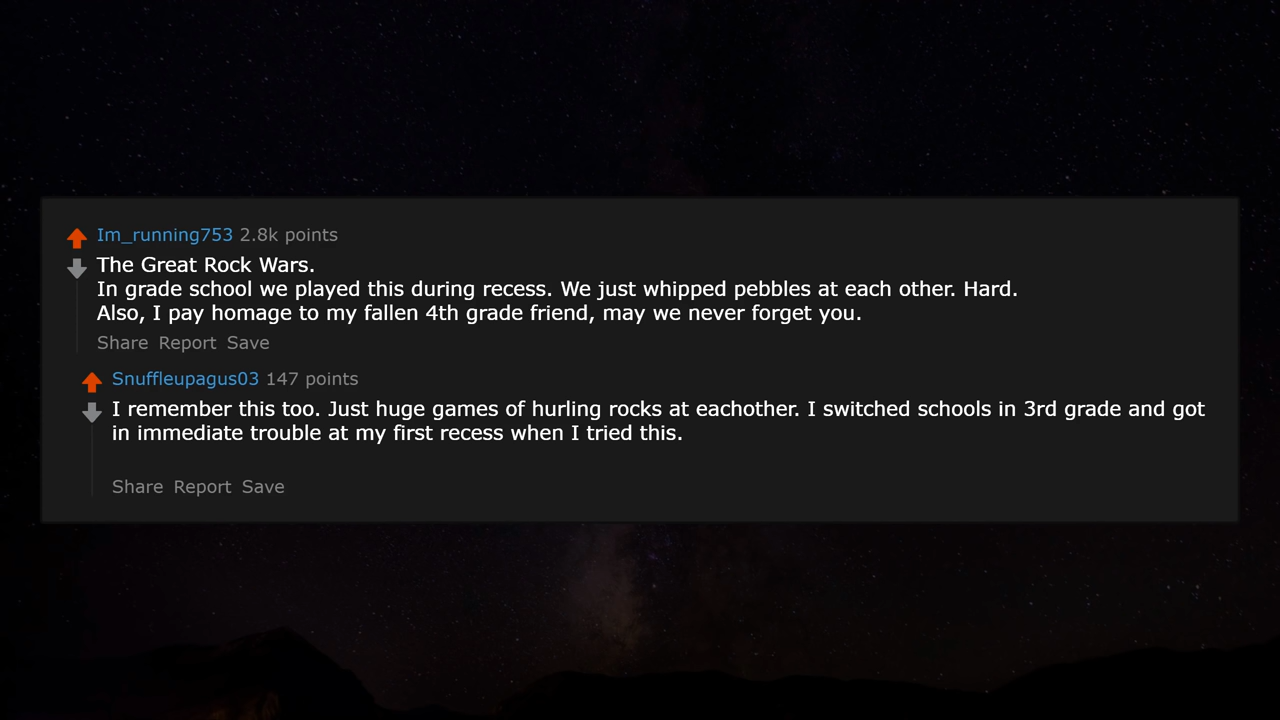 Im_running753 2.8k points
The Great Rock Wars.
In grade school we played this during recess. We just whipped pebbles at each other. Hard.
Also, I pay homage to my fallen 4th grade friend, may we never forget you.
Share Report Save
Snuffleupagus03 147 points
I remember this too. Just huge games of hurling rocks at eachother. I switched schools in 3rd grade and got
in immediate trouble at my first recess when I tried this.
Share Report Save